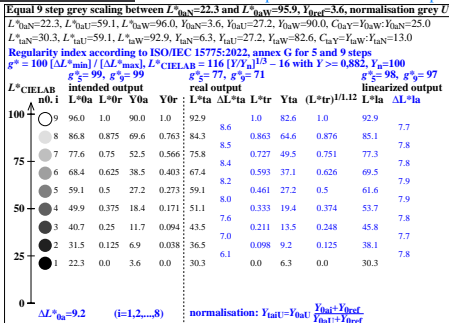 Equal 9 step grey scaling between L*0aN=22.3 and L*0aW=95.9, Y0ref=3.6, normalisation grey U
L*0aN=22.3, L*0aU=59.1, L*0aW=96.0, Y0aN=3.6, Y0aU=27.2, Y0aW=90.0, C0aY=Y0aW:Y0aN=25.0
L*taN=30.3, L*taU=59.1, L*taW=92.9, YtaN=6.3, YtaU=27.2, YtaW=82.6, CtaY=YtaW:YtaN=13.0
Regularity index according to ISO/IEC 15775:2022, annex G for 5 and 9 steps
g* = 100 [ΔL*min] / [ΔL*max], L*CIELAB = 116 [Y/Yn]1/3 − 16 with Y >= 0,882, Yn=100
g*5= 99, g*9= 99 g*5= 77, g*9= 71 g*5= 98, g*9= 97
L*CIELAB intended output real output linearized output
n0. i L*0a L*0r Y0a Y0r L*ta ΔL*ta L*tr Yta (L*tr)1/1.12 L*la ΔL*la
100 9 96.0 1.0 90.0 1.0 92.9 1.0 82.6 1.0 92.9
8.6 7.7
8 86.8 0.875 69.6 0.763 84.3 0.863 64.6 0.876 85.1
8.5 7.8
75 7 77.6 0.75 52.5 0.566 75.8 0.727 49.5 0.751 77.3
8.4 7.8
6 68.4 0.625 38.5 0.403 67.4 0.593 37.1 0.626 69.5
8.2 7.9
50 5 59.1 0.5 27.2 0.273 59.1 0.461 27.2 0.5 61.6
8.0 7.9
4 49.9 0.375 18.4 0.171 51.1 0.333 19.4 0.374 53.7
7.6 7.8
3 40.7 0.25 11.7 0.094 43.5 0.211 13.5 0.248 45.8
7.0 7.7
25 2 31.5 0.125 6.9 0.038 36.5 0.098 9.2 0.125 38.1
6.1 7.8
1 22.3 0.0 3.6 0.0 30.3 0.0 6.3 0.0 30.3
0
ΔL*0a=9.2 (i=1,2,...,8) normalisation: YtaiU=Y0aU (Y0ai+Y0ref)/(Y0aU+Y0ref)